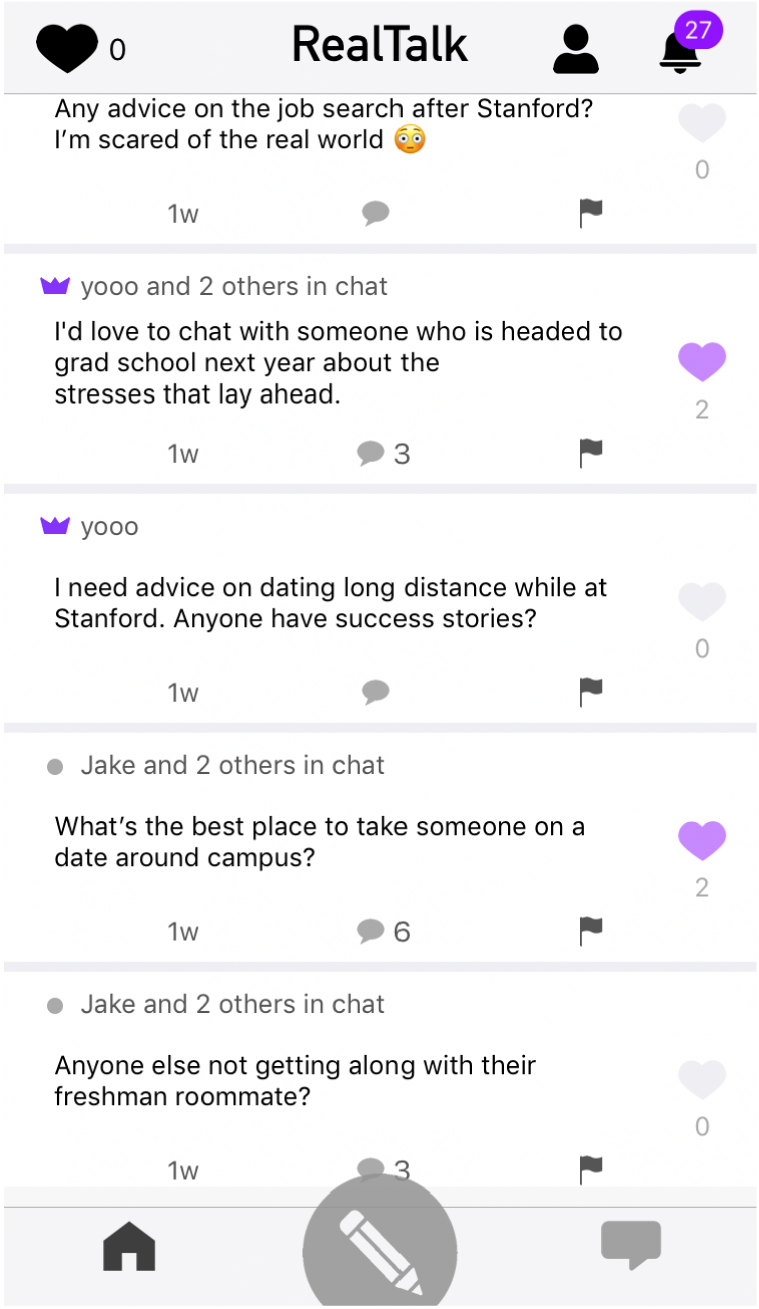 0
RealTalk
27
Any advice on the job search after Stanford?
I’m scared of the real world 😳
0
1w
yooo and 2 others in chat
I'd love to chat with someone who is headed to
grad school next year about the
stresses that lay ahead.
2
1w
3
yooo
I need advice on dating long distance while at
Stanford. Anyone have success stories?
0
1w
Jake and 2 others in chat
What’s the best place to take someone on a
date around campus?
2
1w
6
Jake and 2 others in chat
Anyone else not getting along with their
freshman roommate?
0
1w
3